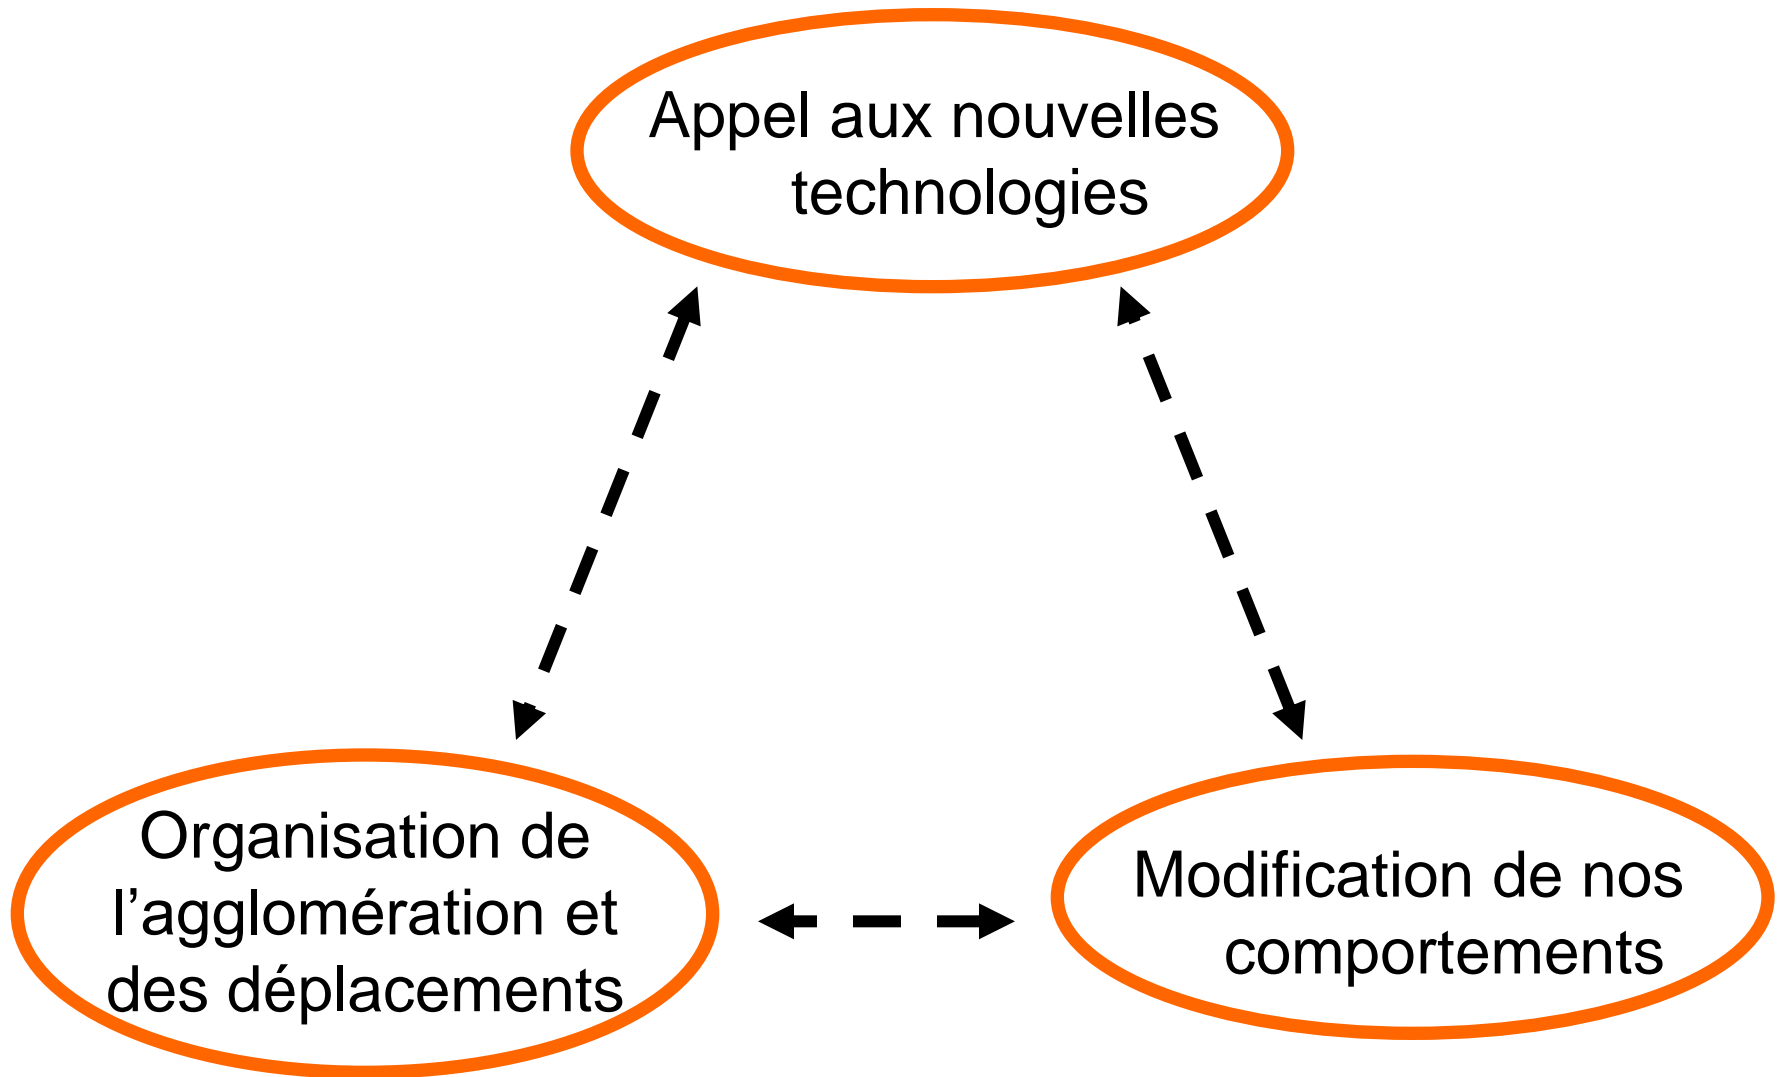 Appel aux nouvelles
technologies
Organisation de
l’agglomération et
des déplacements
Modification de nos
comportements